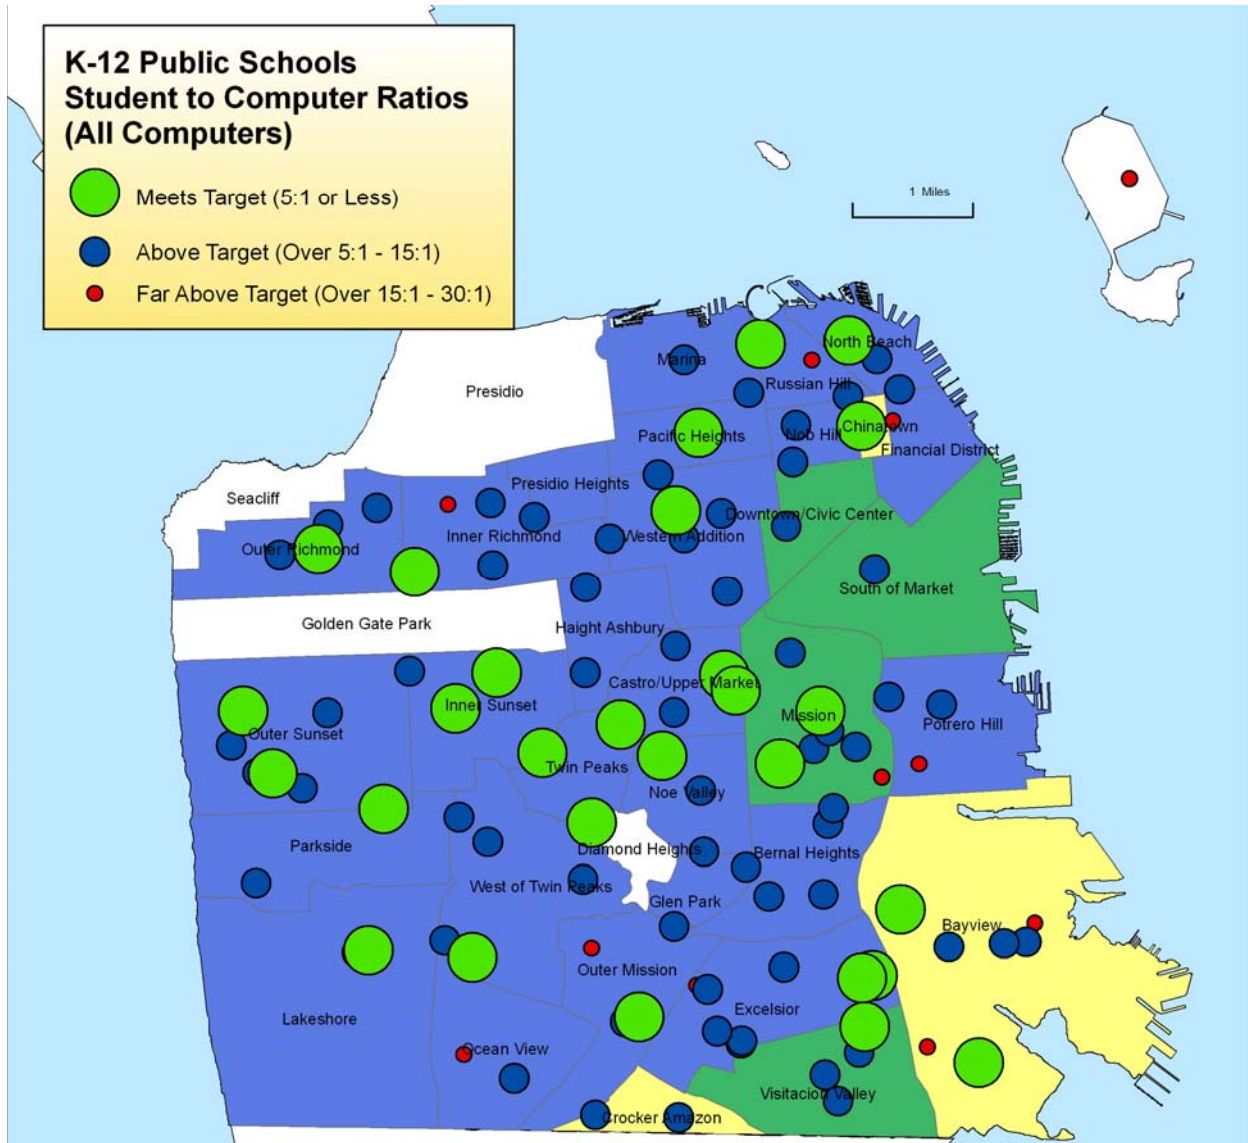 K-12 Public Schools
Student to Computer Ratios
(All Computers)
Meets Target (5:1 or Less)
Above Target (Over 5:1 - 15:1)
Far Above Target (Over 15:1 - 30:1)
1 Miles
North Beach
Marina
Russian Hill
Presidio
Chinatown
Nob Hill
Pacific Heights
Financial District
Presidio Heights
Seacliff
Downtown/Civic Center
Inner Richmond
Western Addition
Outer Richmond
South of Market
Golden Gate Park
Haight Ashbury
Castro/Upper Market
Inner Sunset
Mission
Potrero Hill
Outer Sunset
Twin Peaks
Noe Valley
Parkside
Diamond Heights
Bernal Heights
West of Twin Peaks
Glen Park
Bayview
Outer Mission
Excelsior
Lakeshore
Ocean View
Visitacion Valley
Crocker Amazon